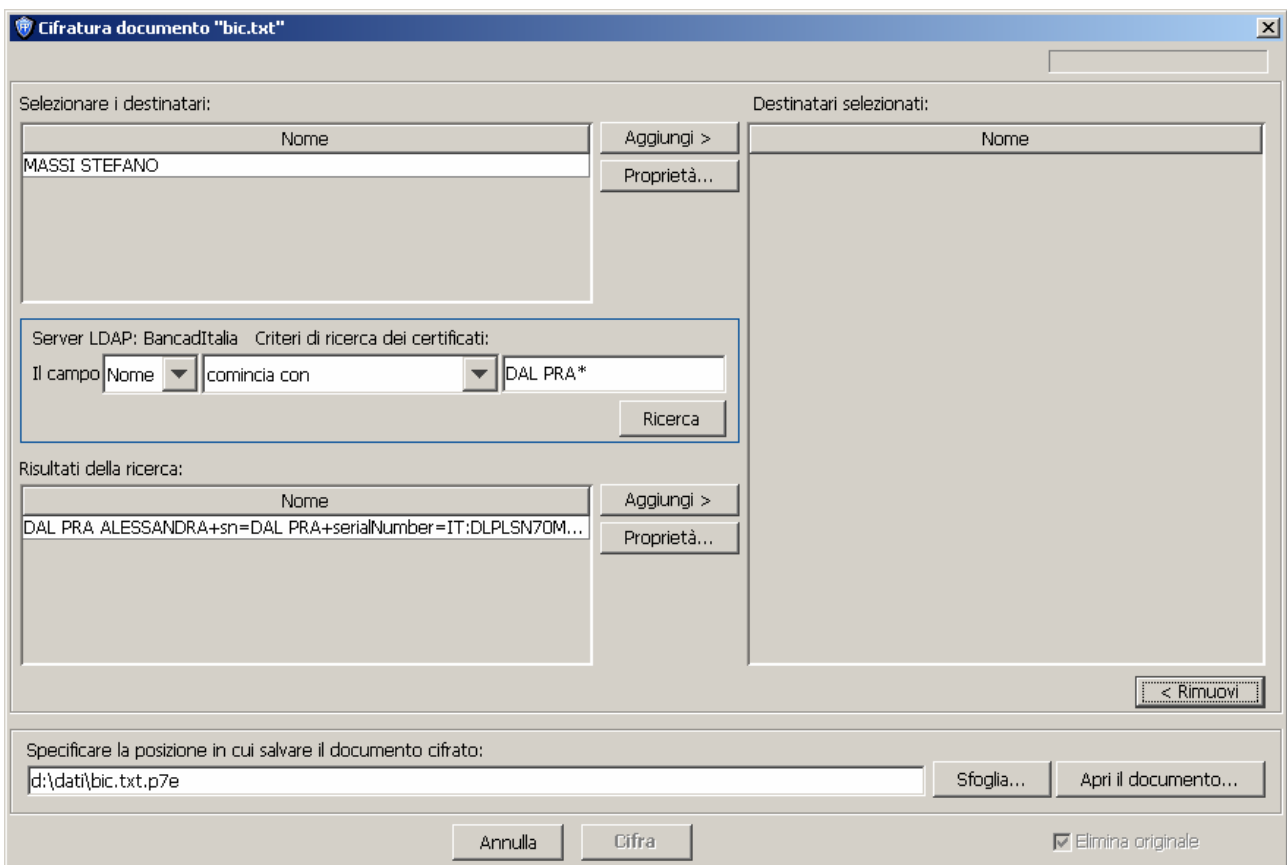 Cifratura documento "bic.txt"
Selezionare i destinatari:
Destinatari selezionati:
Nome
Aggiungi >
Nome
MASSI STEFANO
Proprietà...
Server LDAP: BancadItalia Criteri di ricerca dei certificati:
Il campo Nome comincia con DAL PRA*
Ricerca
Risultati della ricerca:
Nome
Aggiungi >
DAL PRA ALESSANDRA+sn=DAL PRA+serialNumber=IT:DLPLSN70M...
Proprietà...
< Rimuovi
Specificare la posizione in cui salvare il documento cifrato:
d:\dati\bic.txt.p7e
Sfoglia...
Apri il documento...
Annulla
Cifra
Elimina originale